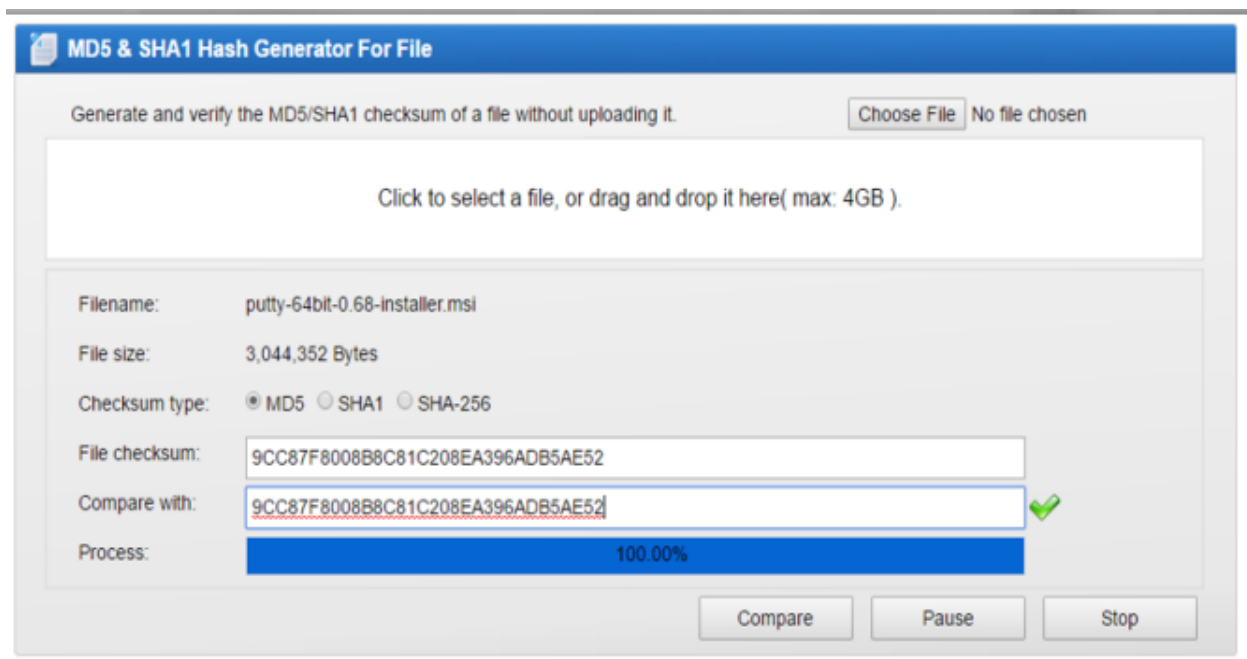 MD5 & SHA1 Hash Generator For File
Generate and verify the MD5/SHA1 checksum of a file without uploading it. Choose File No file chosen
Click to select a file, or drag and drop it here( max: 4GB ).
Filename: putty-64bit-0.68-installer.msi
File size: 3,044,352 Bytes
Checksum type: MD5 SHA1 SHA-256
File checksum: 9CC87F8008B8C81C208EA396ADB5AE52
Compare with: 9CC87F8008B8C81C208EA396ADB5AE52
Process: 100.00%
Compare Pause Stop